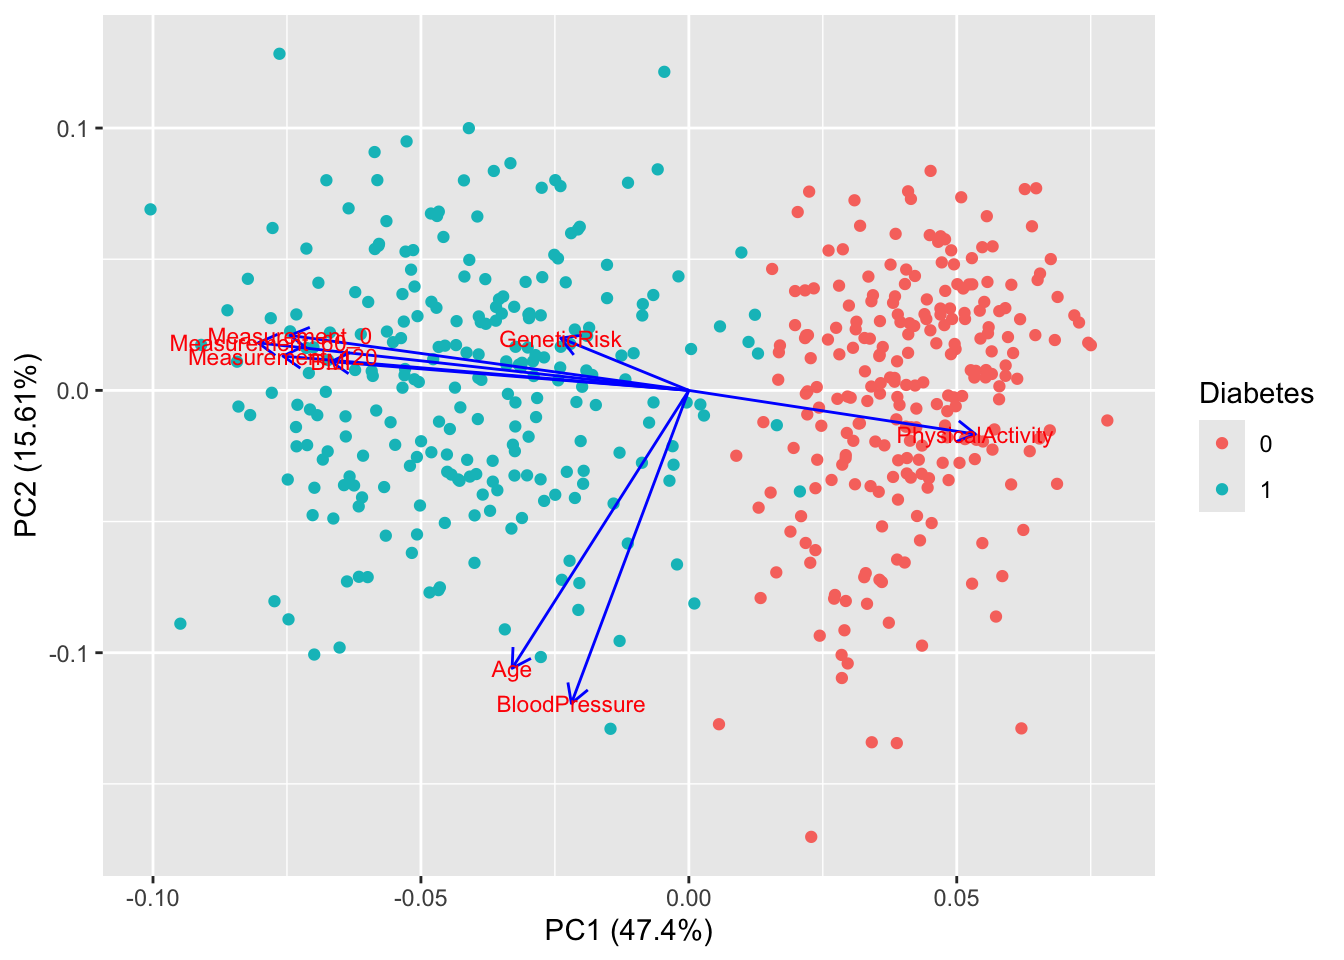 0.1
0.0
-0.1
-0.10
-0.05
0.00
0.05
PC1 (47.4%)
PC2 (15.61%)
Measurement_0
GeneticRisk
BMI
PhysicalActivity
Age
BloodPressure
Diabetes
0
1